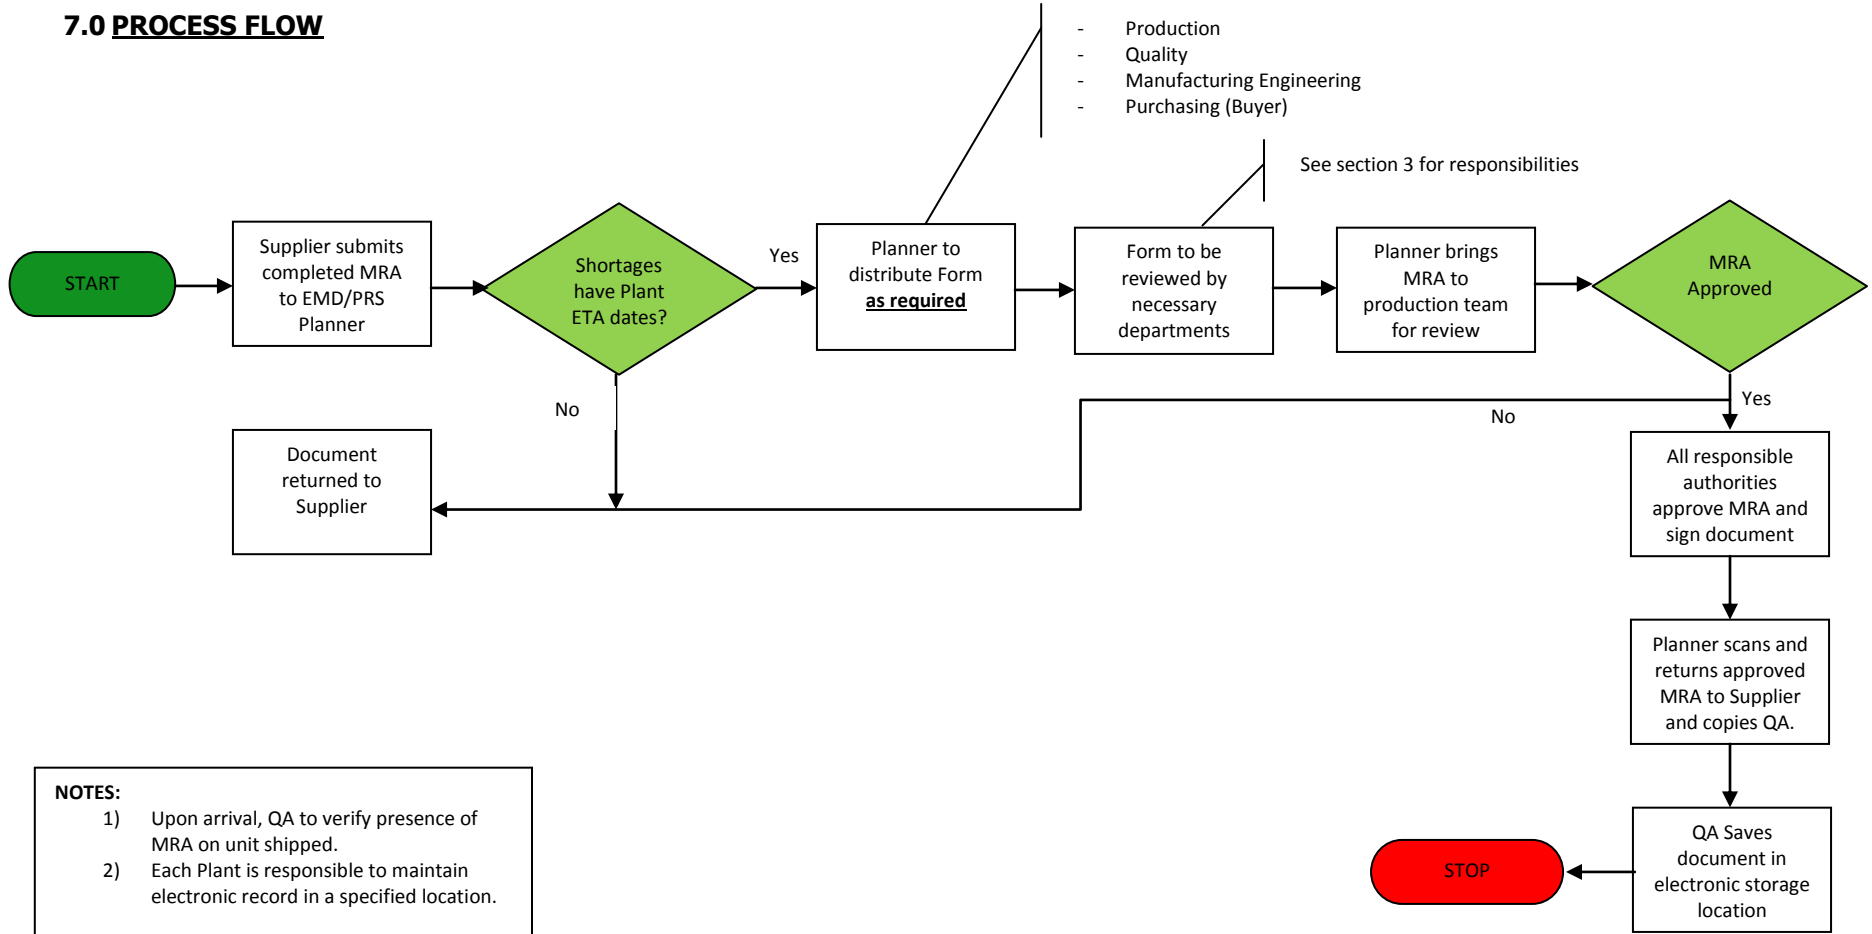 7.0 PROCESS FLOW
- Production
- Quality
- Manufacturing Engineering
- Purchasing (Buyer)
See section 3 for responsibilities
START
Supplier submits
completed MRA
to EMD/PRS
Planner
Shortages
have Plant
ETA dates?
Yes
Planner to
distribute Form
as required
Form to be
reviewed by
necessary
departments
Planner brings
MRA to
production team
for review
MRA
Approved
No
No
Yes
Document
returned to
Supplier
All responsible
authorities
approve MRA and
sign document
Planner scans and
returns approved
MRA to Supplier
and copies QA.
QA Saves
document in
electronic storage
location
STOP
NOTES:
1) Upon arrival, QA to verify presence of
MRA on unit shipped.
2) Each Plant is responsible to maintain
electronic record in a specified location.